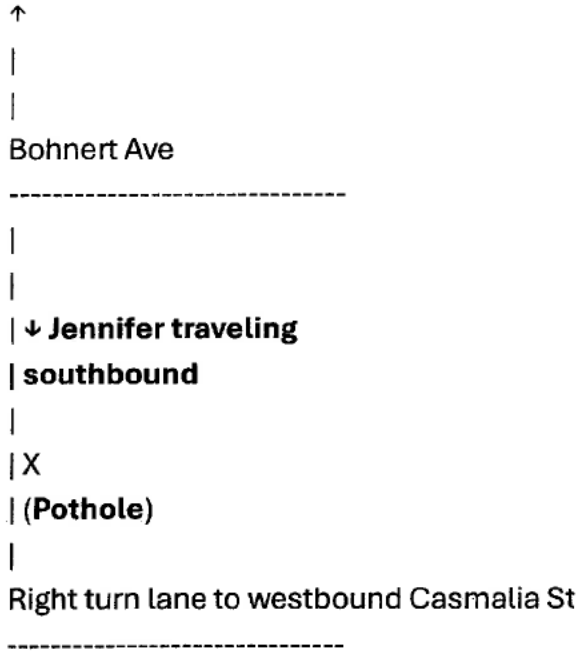 ↑
|
|
Bohnert Ave
-------------------------------
|
|
| ↓ Jennifer traveling
| southbound
|
| X
| (Pothole)
|
Right turn lane to westbound Casmalia St
-------------------------------